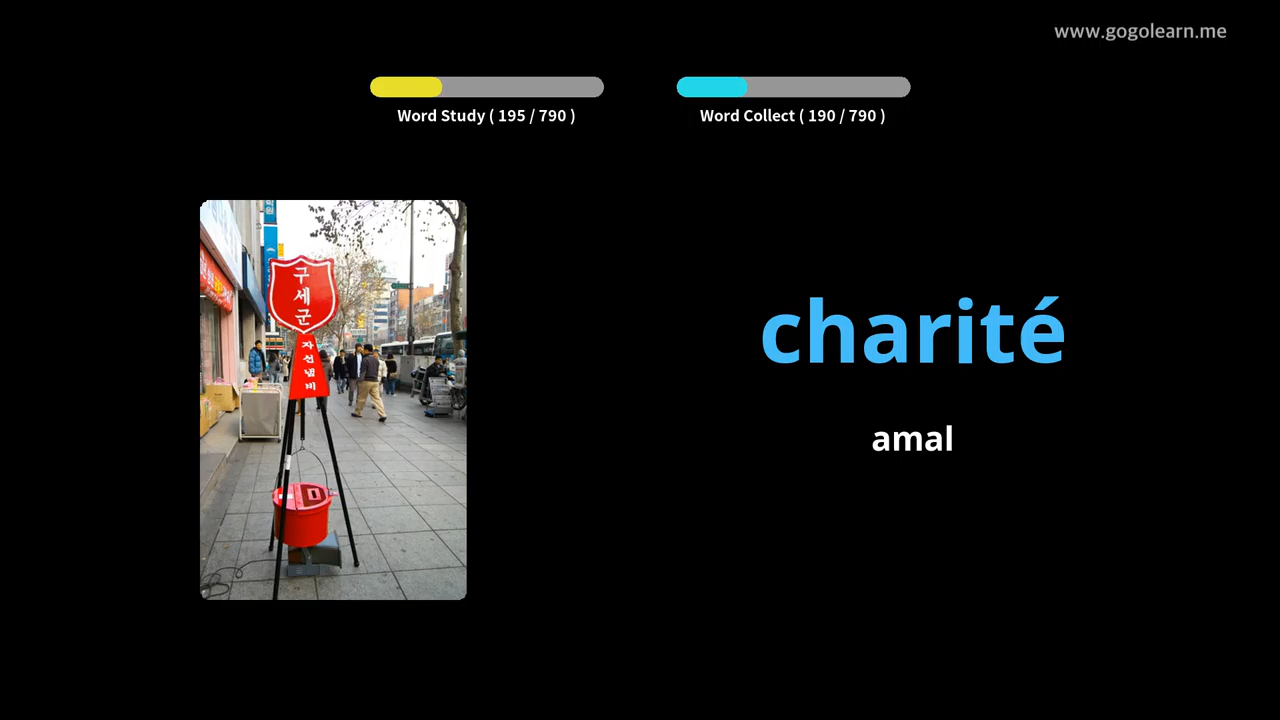 www.gogolearn.me
Word Study ( 195 / 790 )
Word Collect ( 190 / 790 )
구세군
자선냄비
charité
amal